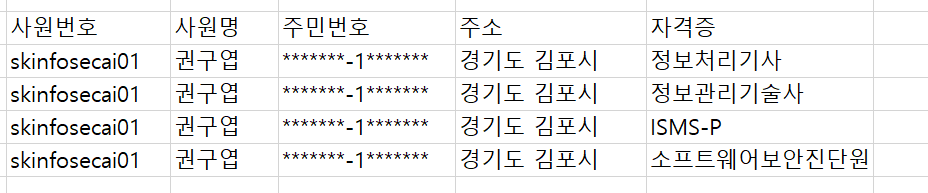 사원번호 사원명 주민번호 주소 자격증
skinfosecai01 권구엽 *******-1******* 경기도 김포시 정보처리기사
skinfosecai01 권구엽 *******-1******* 경기도 김포시 정보관리기술사
skinfosecai01 권구엽 *******-1******* 경기도 김포시 ISMS-P
skinfosecai01 권구엽 *******-1******* 경기도 김포시 소프트웨어보안진단원